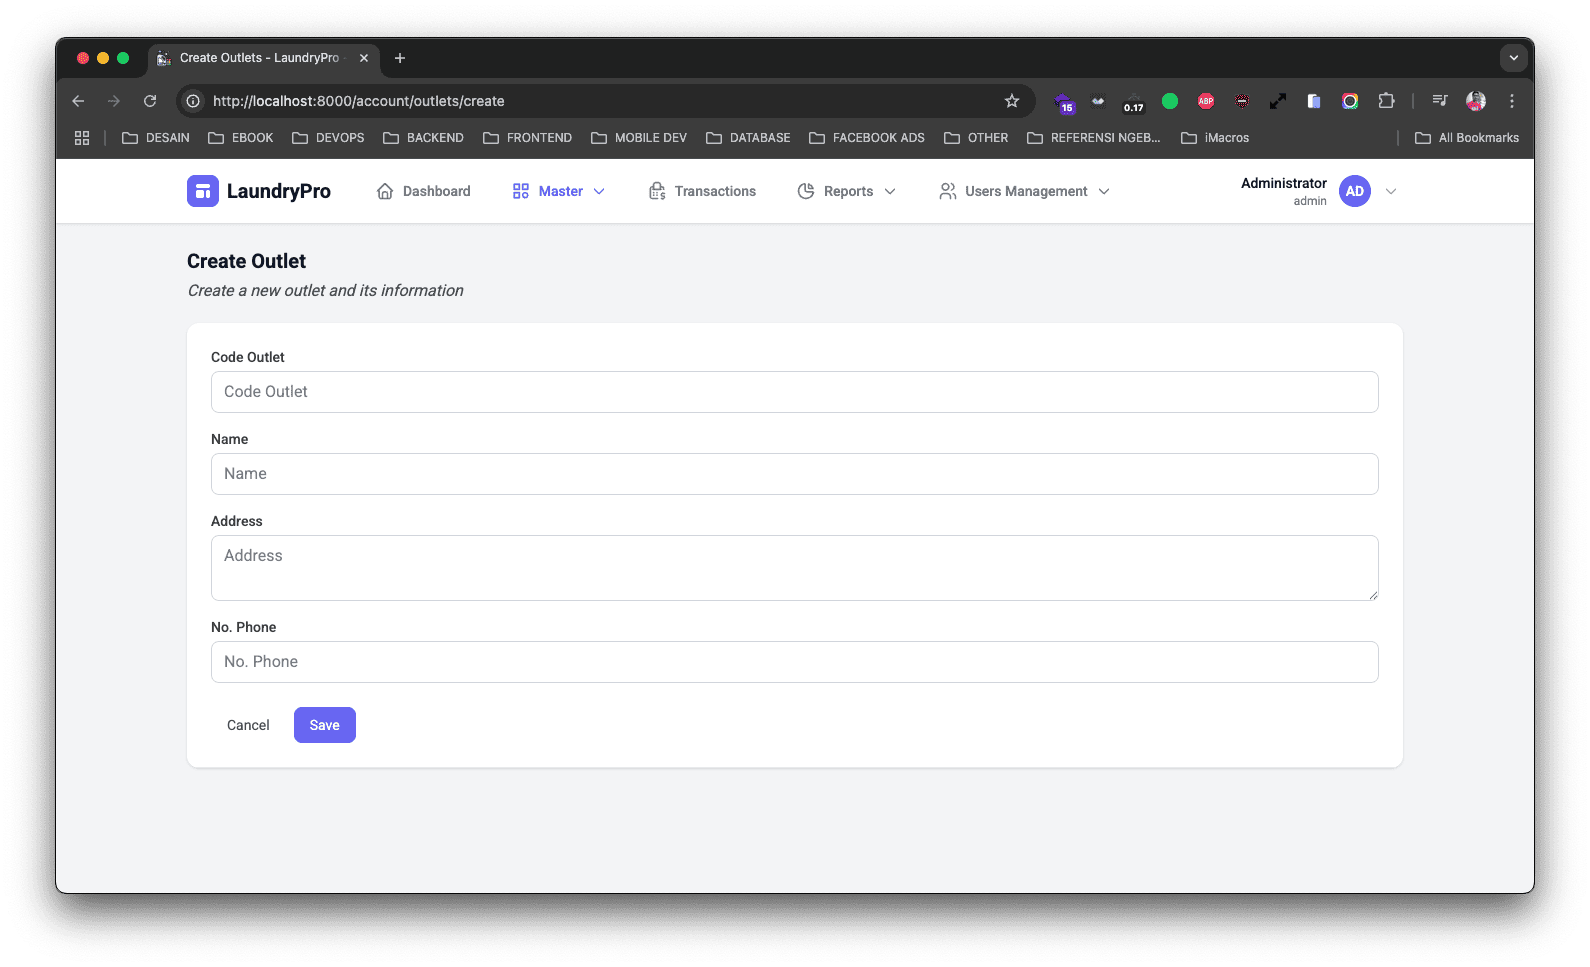 Create Outlets - LaundryPro
http://localhost:8000/account/outlets/create
15
0.17
ABP
DESAIN EBOOK DEVOPS BACKEND FRONTEND MOBILE DEV DATABASE FACEBOOK ADS OTHER REFERENSI NGEB... iMacros All Bookmarks
LaundryPro Dashboard Master Transactions Reports Users Management
Administrator
admin
AD
Create Outlet
Create a new outlet and its information
Code Outlet
Code Outlet
Name
Name
Address
Address
No. Phone
No. Phone
Cancel Save